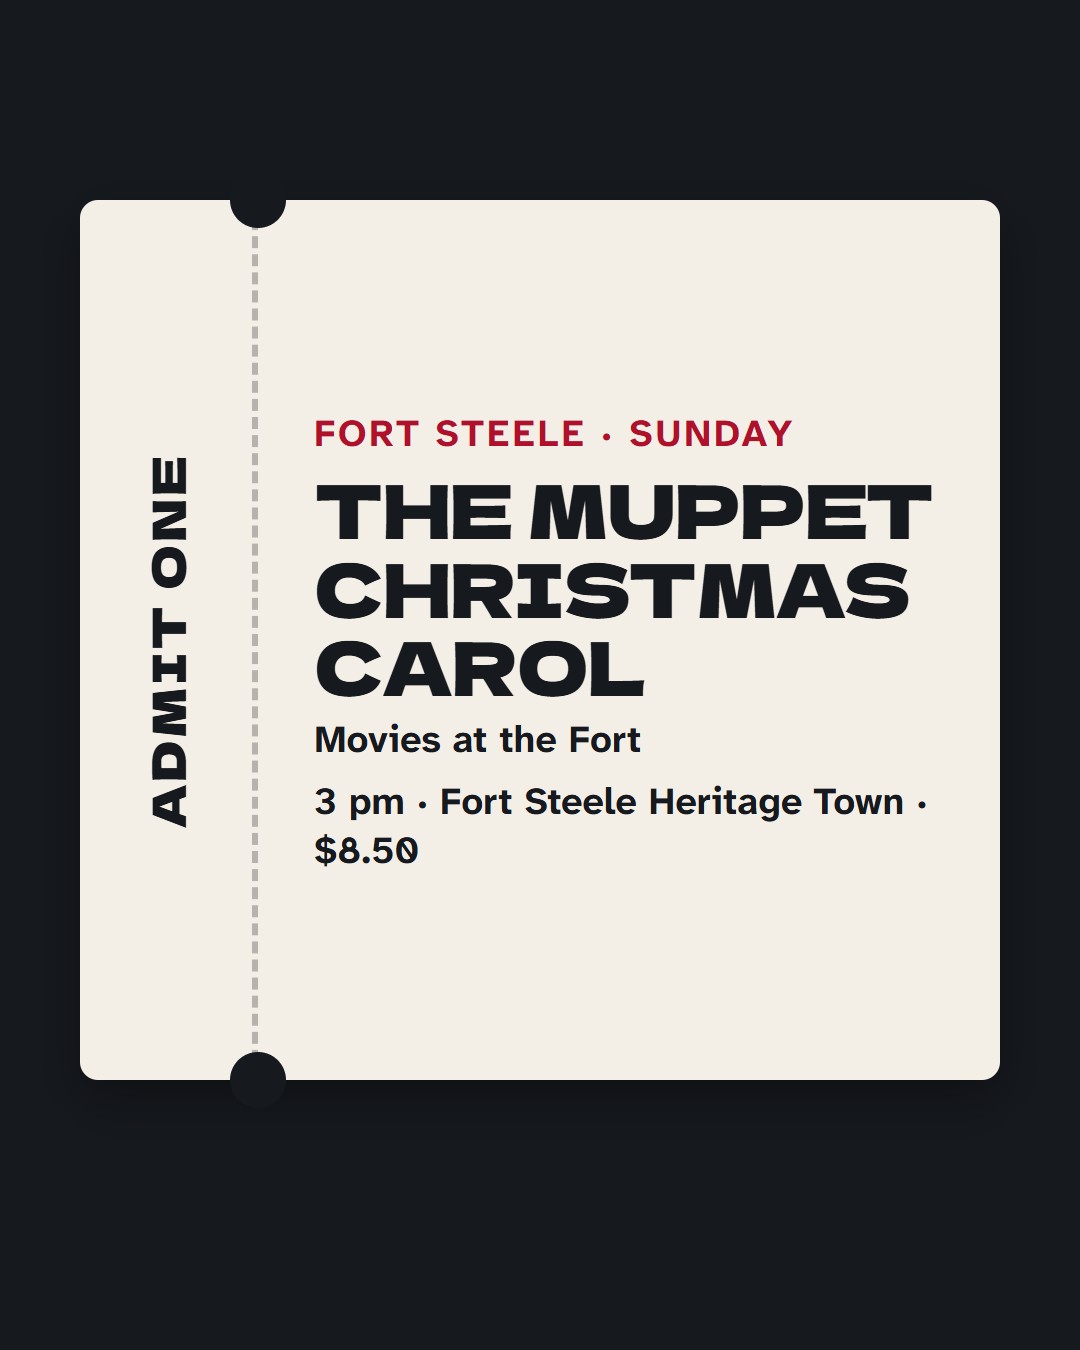 ADMIT ONE
FORT STEELE · SUNDAY
THE MUPPET
CHRISTMAS
CAROL
Movies at the Fort
3 pm · Fort Steele Heritage Town ·
$8.50